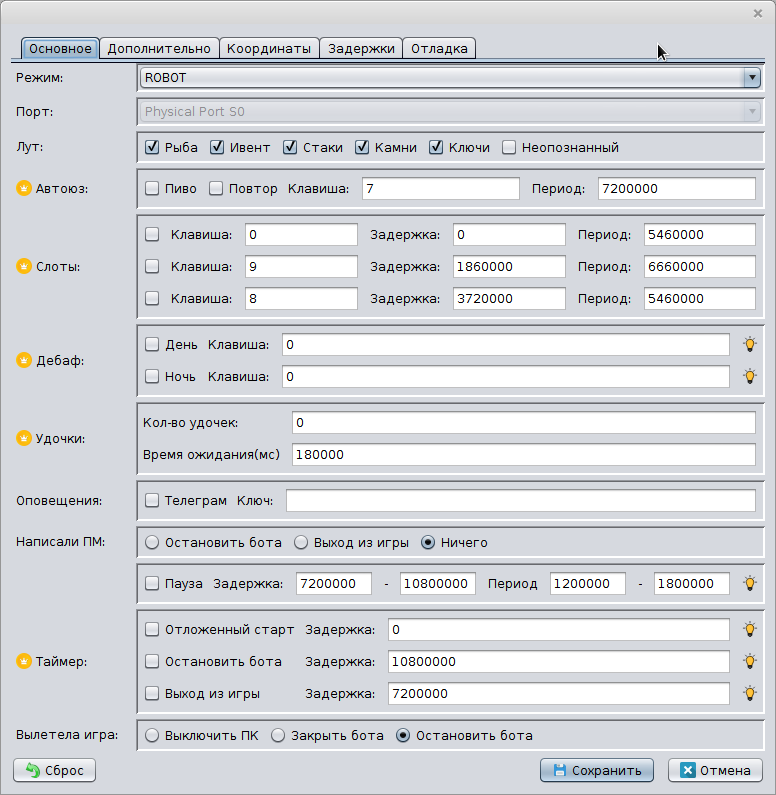 Основное Дополнительно Координаты Задержки Отладка
Режим: ROBOT
Порт: Physical Port S0
Лут: Рыба Ивент Стаки Камни Ключи Неопознанный
Автоюз: Пиво Повтор Клавиша: 7 Период: 7200000
Клавиша: 0 Задержка: 0 Период: 5460000
Слоты: Клавиша: 9 Задержка: 1860000 Период: 6660000
Клавиша: 8 Задержка: 3720000 Период: 5460000
День Клавиша: 0
Дебаф:
Ночь Клавиша: 0
Кол-во удочек: 0
Удочки:
Время ожидания(мс) 180000
Оповещения: Телеграм Ключ:
Написали ПМ: Остановить бота Выход из игры Ничего
Пауза Задержка: 7200000 - 10800000 Период 1200000 - 1800000
Отложенный старт Задержка: 0
Таймер: Остановить бота Задержка: 10800000
Выход из игры Задержка: 7200000
Вылетела игра: Выключить ПК Закрыть бота Остановить бота
Сброс Сохранить Отмена